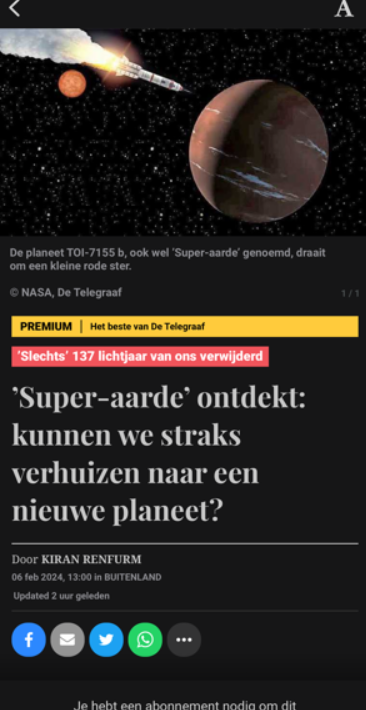 A
De planeet TOI-7155 b, ook wel 'Super-aarde' genoemd, draait
om een kleine rode ster.
© NASA, De Telegraaf
1 / 1
PREMIUM | Het beste van De Telegraaf
'Slechts' 137 lichtjaar van ons verwijderd
'Super-aarde' ontdekt:
kunnen we straks
verhuizen naar een
nieuwe planeet?
Door KIRAN RENFURM
06 feb 2024, 13:00 in BUITENLAND
Updated 2 uur geleden
Je hebt een abonnement nodig om dit